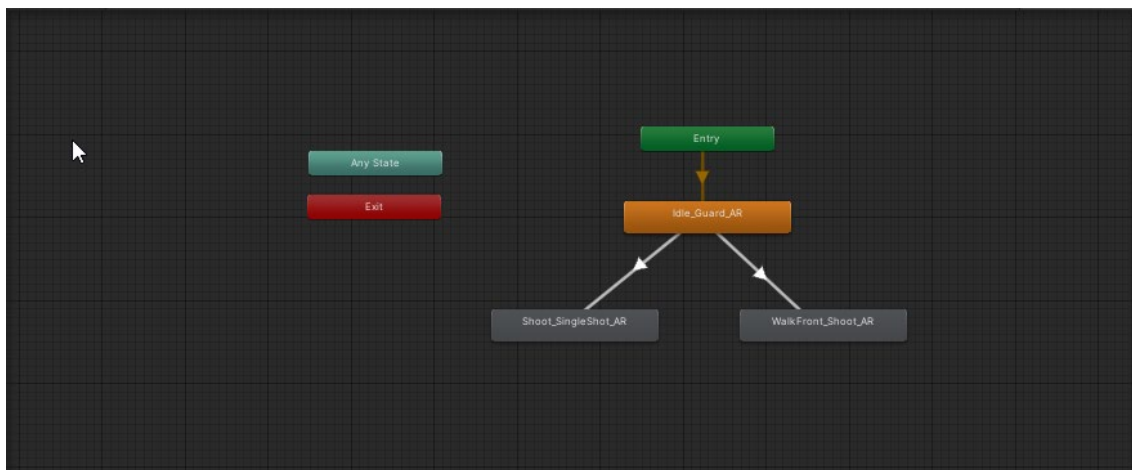 Entry
Any State
Exit
Idle_Guard_AR
Shoot_SingleShot_AR
WalkFront_Shoot_AR